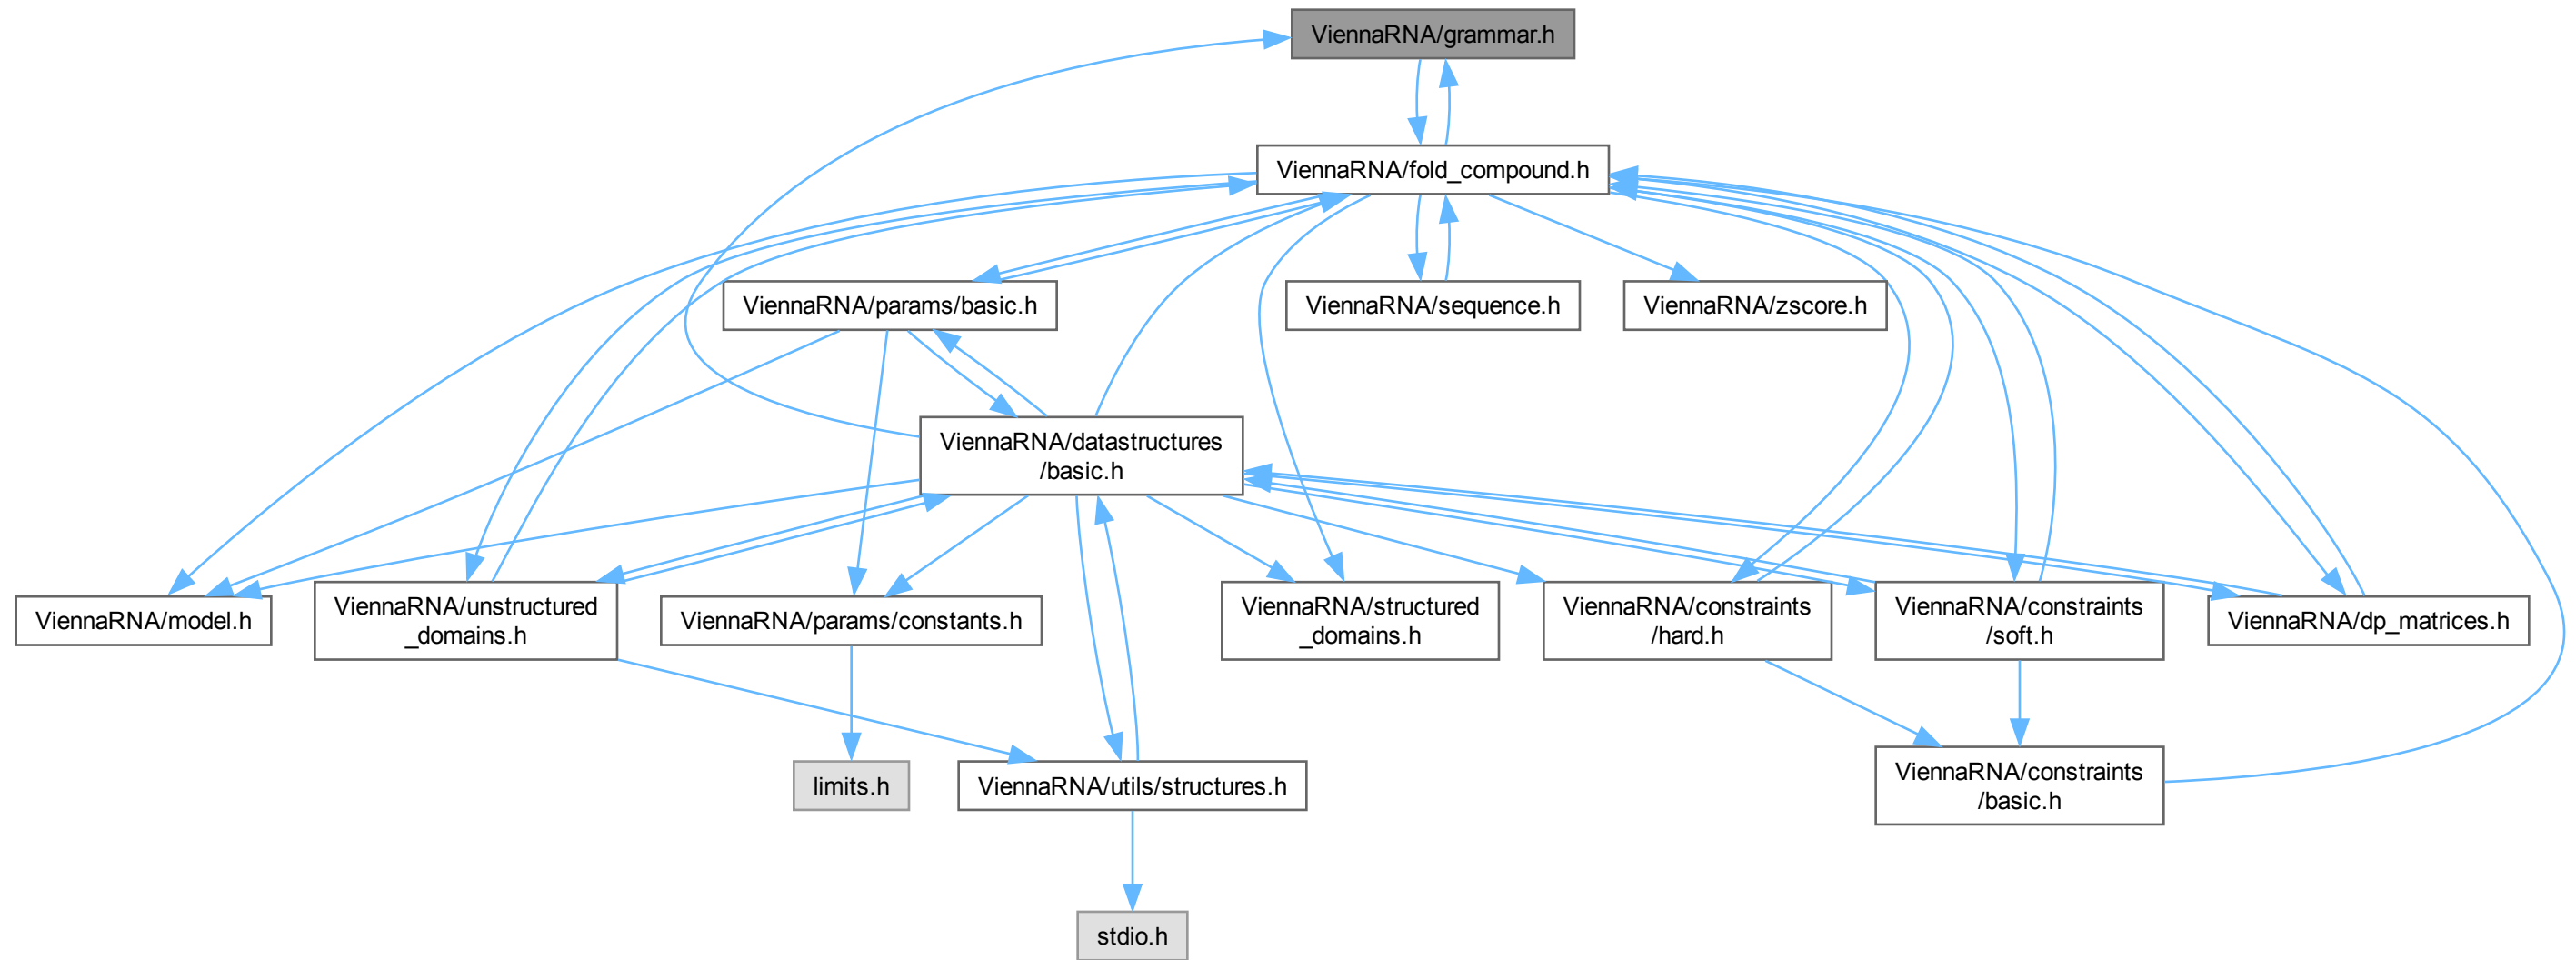 ViennaRNA/grammar.h
ViennaRNA/fold_compound.h
ViennaRNA/params/basic.h
ViennaRNA/sequence.h
ViennaRNA/zscore.h
ViennaRNA/datastructures
/basic.h
ViennaRNA/model.h
ViennaRNA/unstructured
_domains.h
ViennaRNA/params/constants.h
ViennaRNA/structured
_domains.h
ViennaRNA/constraints
/hard.h
ViennaRNA/constraints
/soft.h
ViennaRNA/dp_matrices.h
limits.h
ViennaRNA/utils/structures.h
ViennaRNA/constraints
/basic.h
stdio.h